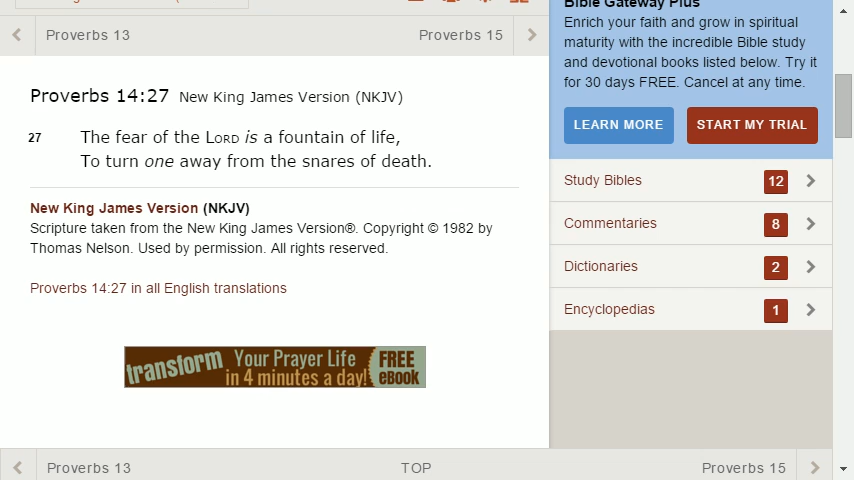 Bible Gateway Plus
Enrich your faith and grow in spiritual
maturity with the incredible Bible study
and devotional books listed below. Try it
for 30 days FREE. Cancel at any time.
LEARN MORE
START MY TRIAL
Proverbs 13
Proverbs 15
Proverbs 14:27 New King James Version (NKJV)
27 The fear of the LORD is a fountain of life,
To turn one away from the snares of death.
New King James Version (NKJV)
Scripture taken from the New King James Version®. Copyright © 1982 by
Thomas Nelson. Used by permission. All rights reserved.
Proverbs 14:27 in all English translations
transform Your Prayer Life
in 4 minutes a day!
FREE
eBOOK
Study Bibles 12
Commentaries 8
Dictionaries 2
Encyclopedias 1
Proverbs 13
TOP
Proverbs 15